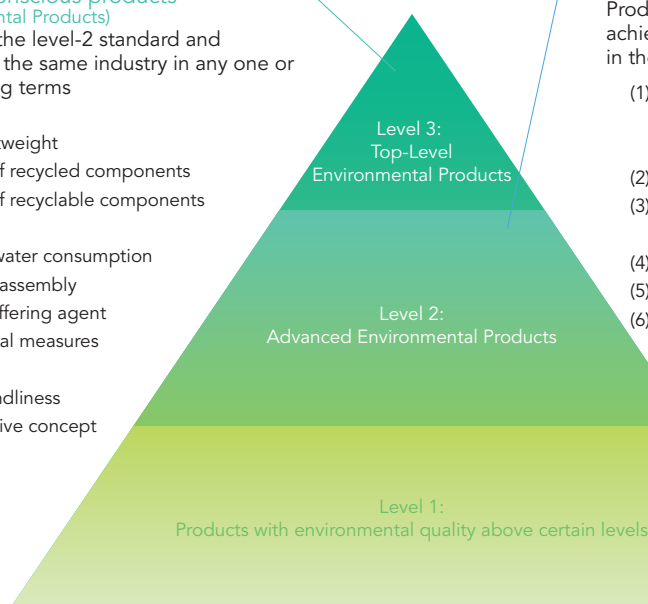 conscious products
ntal Products)
the level-2 standard and
the same industry in any one or
g terms
tweight
f recycled components
f recyclable components
water consumption
assembly
ffering agent
al measures
dliness
ive concept
Level 3:
Top-Level
Environmental Products
Level 2:
Advanced Environmental Products
Level 1:
Products with environmental quality above certain levels
Prod
achie
in the
(1)
(2)
(3)
(4)
(5)
(6)